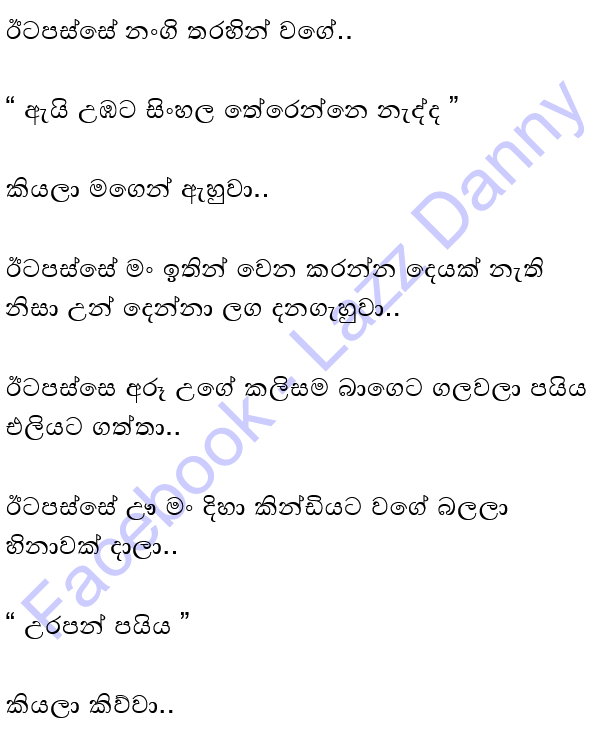 ඊටපස්සේ නංගි තරහින් වගේ..
“ ඇයි උඹට සිංහල තේරෙන්නෙ නැද්ද ”
කියලා මගෙන් ඇහුවා..
ඊටපස්සේ මං ඉතින් වෙන කරන්න දෙයක් නැති
නිසා උන් දෙන්නා ලග දනගැහුවා..
ඊටපස්සෙ අරූ උගේ කලිසම බාගෙට ගලවලා පයිය
එලියට ගත්තා..
ඊටපස්සේ ඌ මං දිහා කින්ඩියට වගේ බලලා
හිනාවක් දාලා..
“ උරපන් පයිය ”
කියලා කිව්වා..
Facebook - Lazz Danny